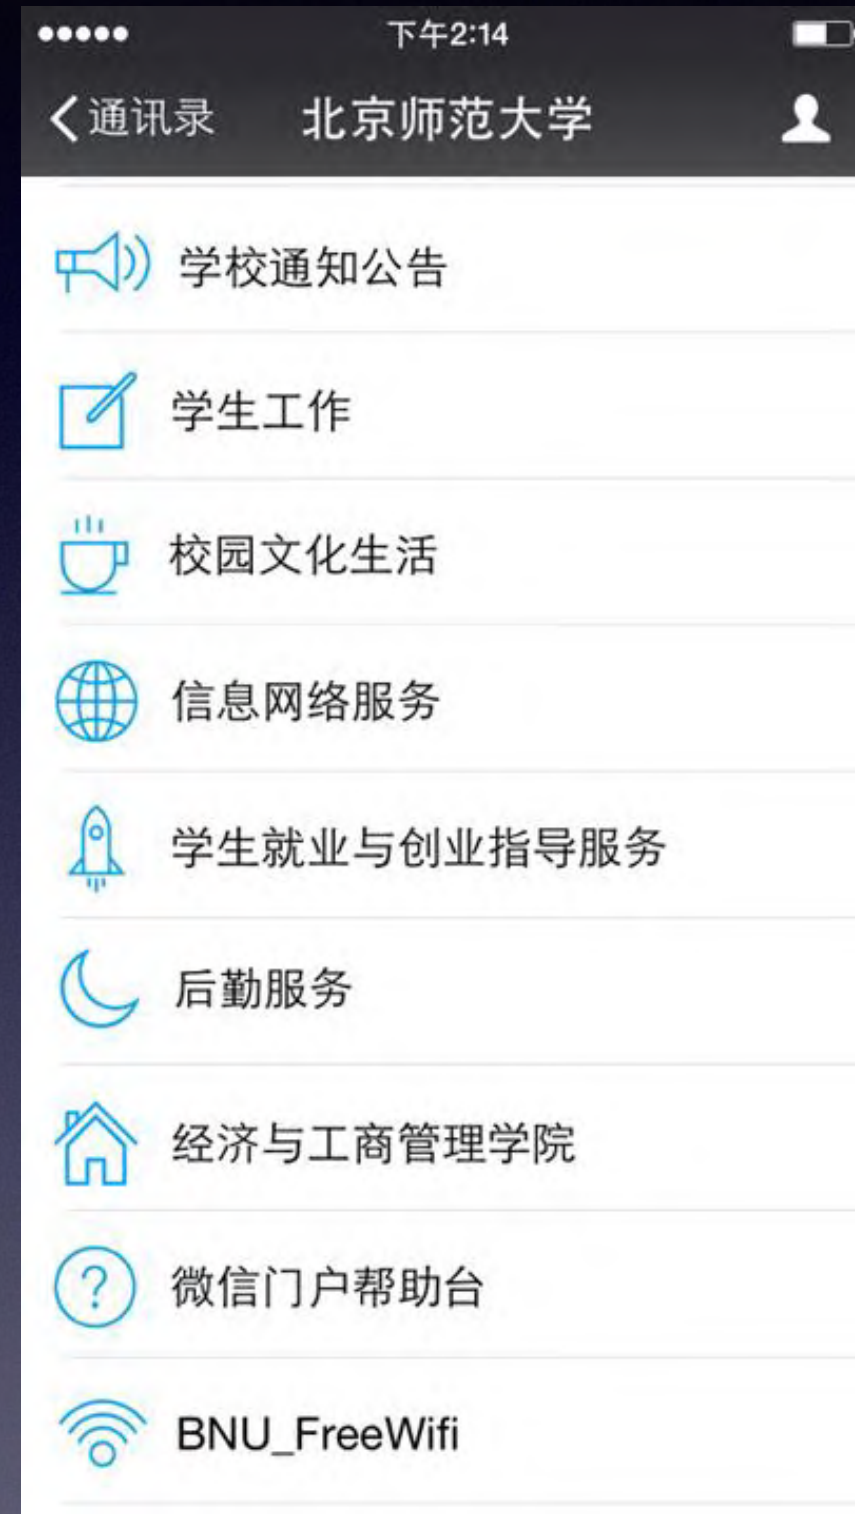 下午2:14
通讯录 北京师范大学
学校通知公告
学生工作
校园文化生活
信息网络服务
学生就业与创业指导服务
后勤服务
经济与工商管理学院
? 微信门户帮助台
BNU_FreeWifi